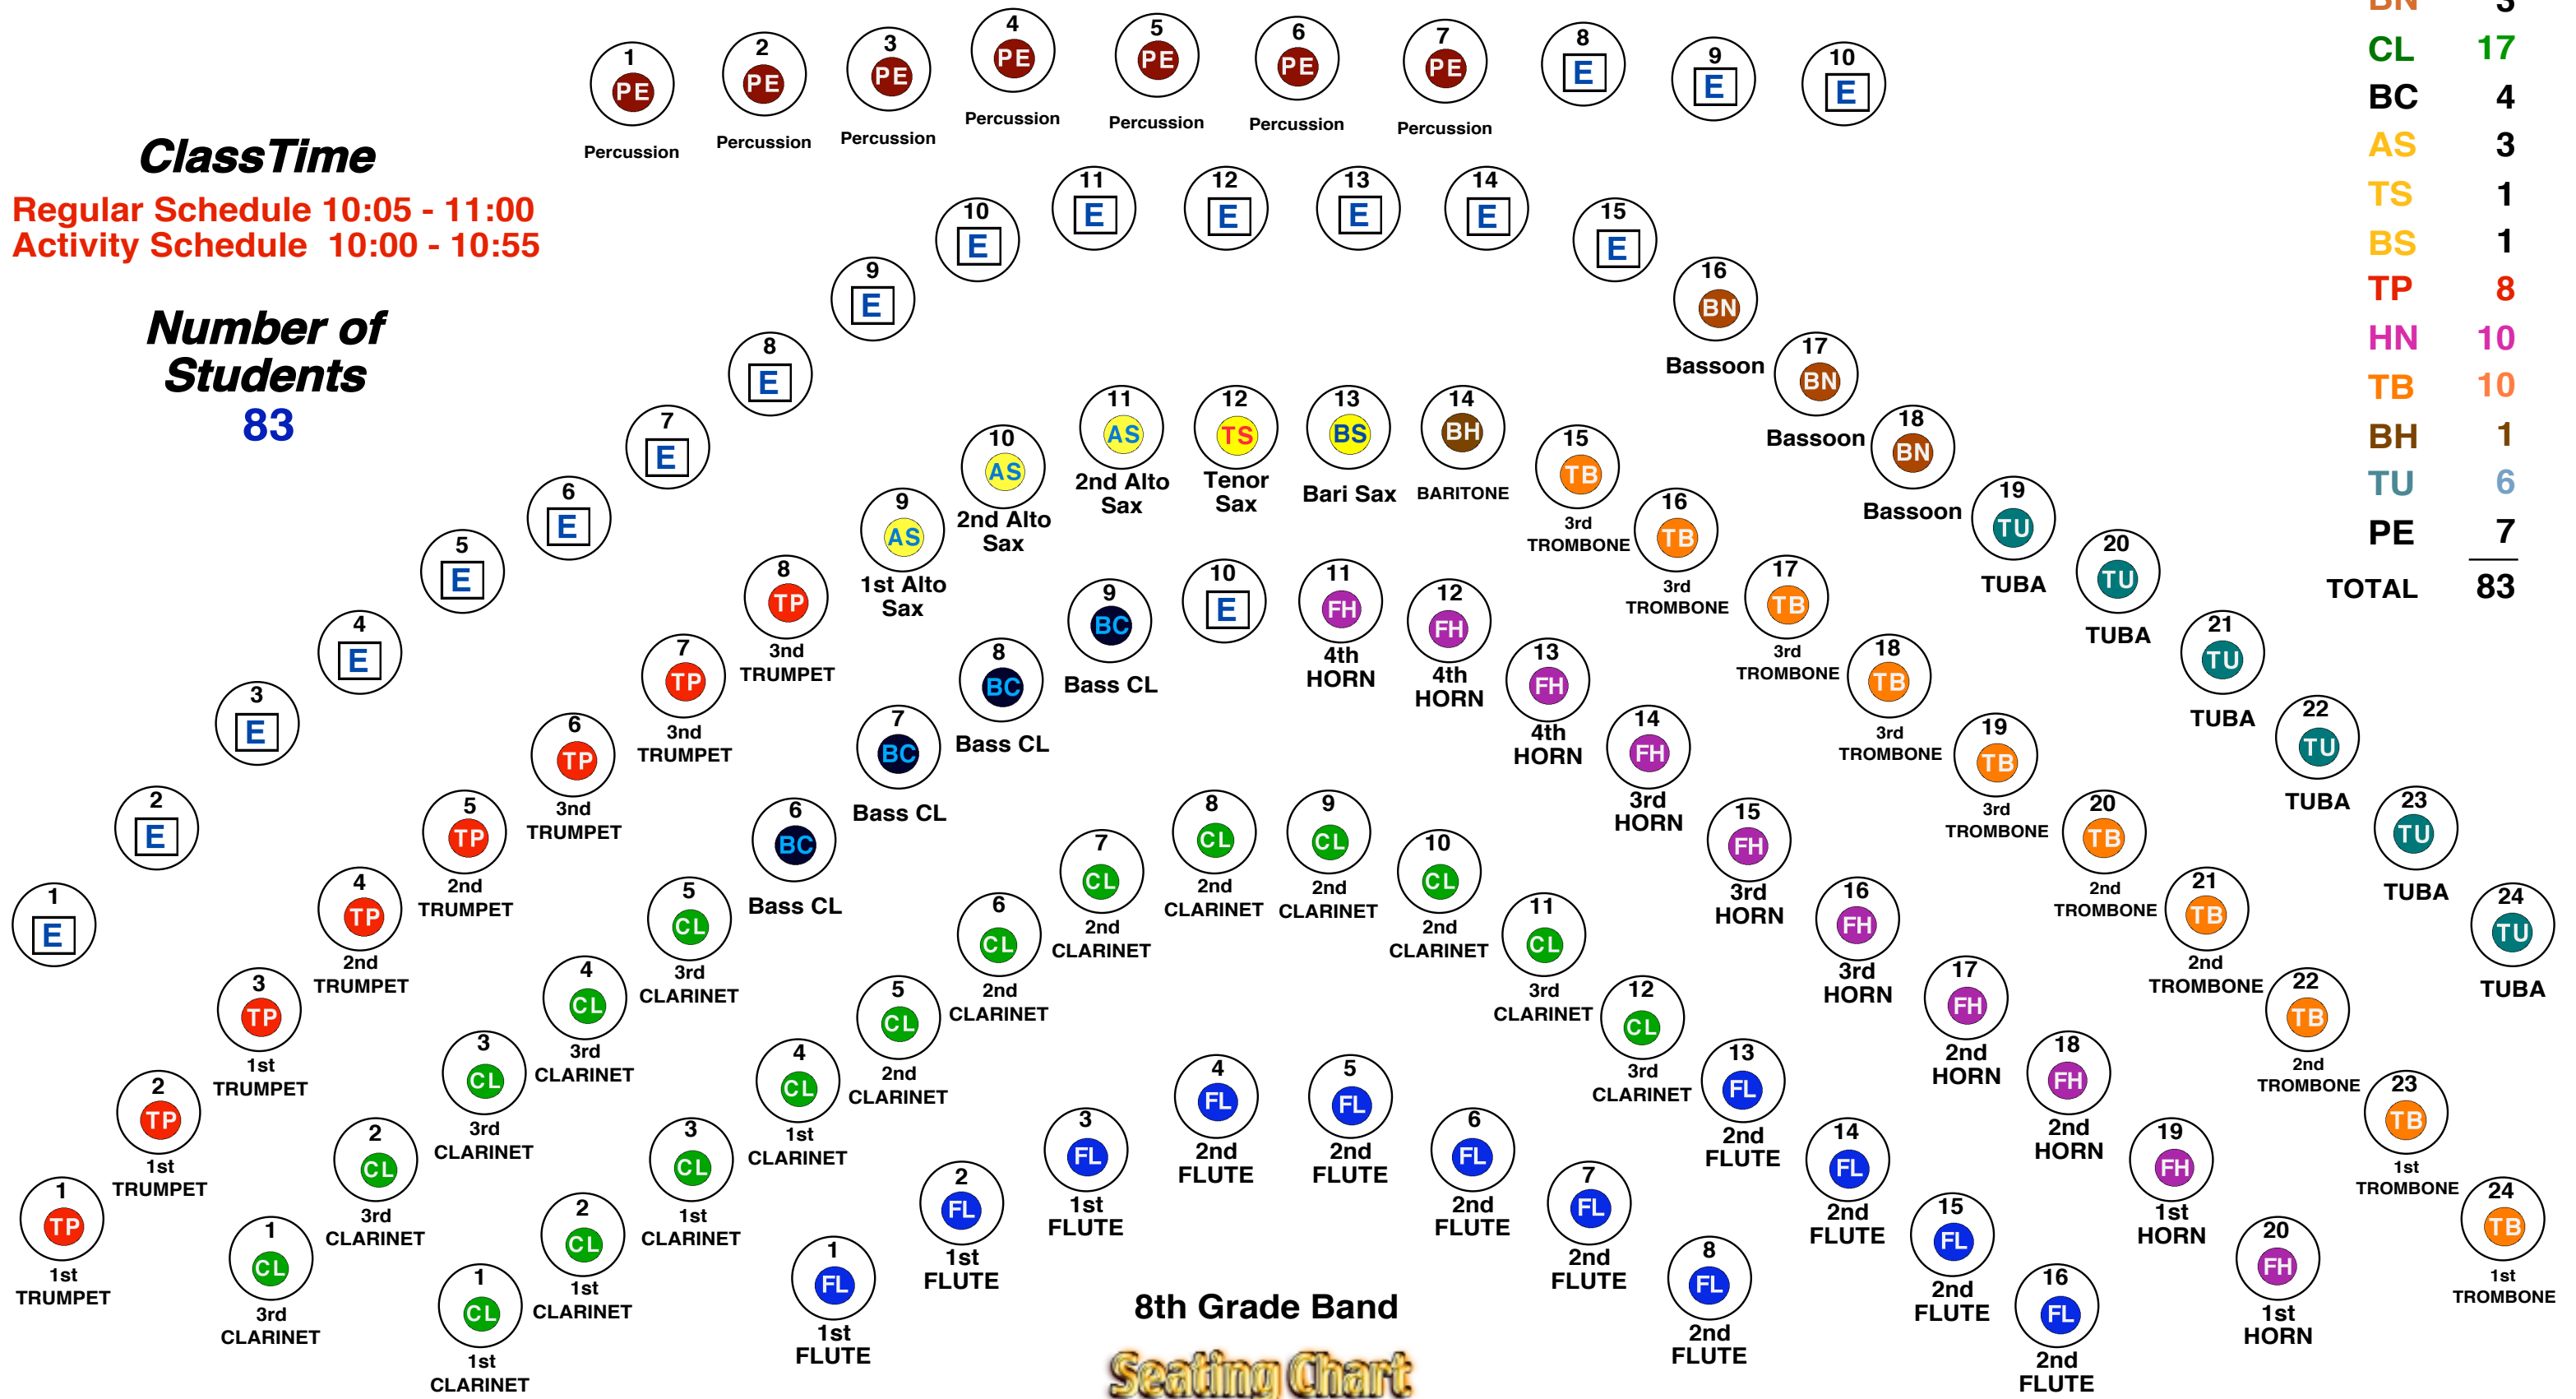 BN 3
CL 17
BC 4
AS 3
TS 1
BS 1
TP 8
HN 10
TB 10
BH 1
TU 6
PE 7
TOTAL 83
ClassTime
Regular Schedule 10:05 - 11:00
Activity Schedule 10:00 - 10:55
Number of
Students
83
1 PE Percussion
2 PE Percussion
3 PE Percussion
4 PE Percussion
5 PE Percussion
6 PE Percussion
7 PE Percussion
8 E
9 E
10 E
1 E
2 E
3 E
4 E
5 E
6 E
7 E
8 E
9 E
10 E
11 E
12 E
13 E
14 E
15 E
16 BN Bassoon
17 BN Bassoon
18 BN Bassoon
19 TU TUBA
20 TU TUBA
21 TU TUBA
22 TU TUBA
23 TU TUBA
24 TU TUBA
1 TP 1st TRUMPET
2 TP 1st TRUMPET
3 TP 1st TRUMPET
4 TP 2nd TRUMPET
5 TP 2nd TRUMPET
6 TP 3nd TRUMPET
7 TP 3nd TRUMPET
8 TP 3nd TRUMPET
9 AS 1st Alto Sax
10 AS 2nd Alto Sax
11 AS 2nd Alto Sax
12 TS Tenor Sax
13 BS Bari Sax
14 BH BARITONE
15 TB 3rd TROMBONE
16 TB 3rd TROMBONE
17 TB 3rd TROMBONE
18 TB 3rd TROMBONE
19 TB 3rd TROMBONE
20 TB 2nd TROMBONE
21 TB 2nd TROMBONE
22 TB 2nd TROMBONE
23 TB 1st TROMBONE
24 TB 1st TROMBONE
1 CL 3rd CLARINET
2 CL 3rd CLARINET
3 CL 3rd CLARINET
4 CL 3rd CLARINET
5 CL 3rd CLARINET
6 BC Bass CL
7 BC Bass CL
8 BC Bass CL
9 BC Bass CL
10 E
11 FH 4th HORN
12 FH 4th HORN
13 FH 4th HORN
14 FH 3rd HORN
15 FH 3rd HORN
16 FH 3rd HORN
17 FH 2nd HORN
18 FH 2nd HORN
19 FH 1st HORN
20 FH 1st HORN
1 CL 1st CLARINET
2 CL 1st CLARINET
3 CL 1st CLARINET
4 CL 1st CLARINET
5 CL 2nd CLARINET
6 CL 2nd CLARINET
7 CL 2nd CLARINET
8 CL 2nd CLARINET
9 CL 2nd CLARINET
10 CL 2nd CLARINET
11 CL 3rd CLARINET
12 CL 3rd CLARINET
13 FL 2nd FLUTE
14 FL 2nd FLUTE
15 FL 2nd FLUTE
16 FL 2nd FLUTE
1 FL 1st FLUTE
2 FL 1st FLUTE
3 FL 1st FLUTE
4 FL 2nd FLUTE
5 FL 2nd FLUTE
6 FL 2nd FLUTE
7 FL 2nd FLUTE
8 FL 2nd FLUTE
8th Grade Band
Seating Chart